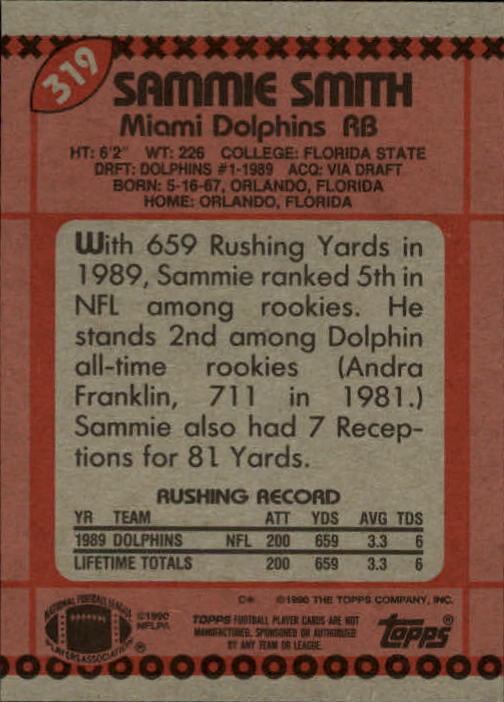 319
SAMMIE SMITH
Miami Dolphins RB
HT: 6'2" WT: 226 COLLEGE: FLORIDA STATE
DRFT: DOLPHINS #1-1989 ACQ: VIA DRAFT
BORN: 5-16-67, ORLANDO, FLORIDA
HOME: ORLANDO, FLORIDA
With 659 Rushing Yards in
1989, Sammie ranked 5th in
NFL among rookies. He
stands 2nd among Dolphin
all-time rookies (Andra
Franklin, 711 in 1981.)
Sammie also had 7 Recep-
tions for 81 Yards.
RUSHING RECORD
YR TEAM ATT YDS AVG TDS
1989 DOLPHINS NFL 200 659 3.3 6
LIFETIME TOTALS 200 659 3.3 6
C* ©1990 THE TOPPS COMPANY, INC.
NATIONAL FOOTBALL LEAGUE
PLAYERS ASSOCIATION ®
©1990
NFLPA
TOPPS FOOTBALL PLAYER CARDS ARE NOT
MANUFACTURED, SPONSORED OR AUTHORIZED
BY ANY TEAM OR LEAGUE.
topps®